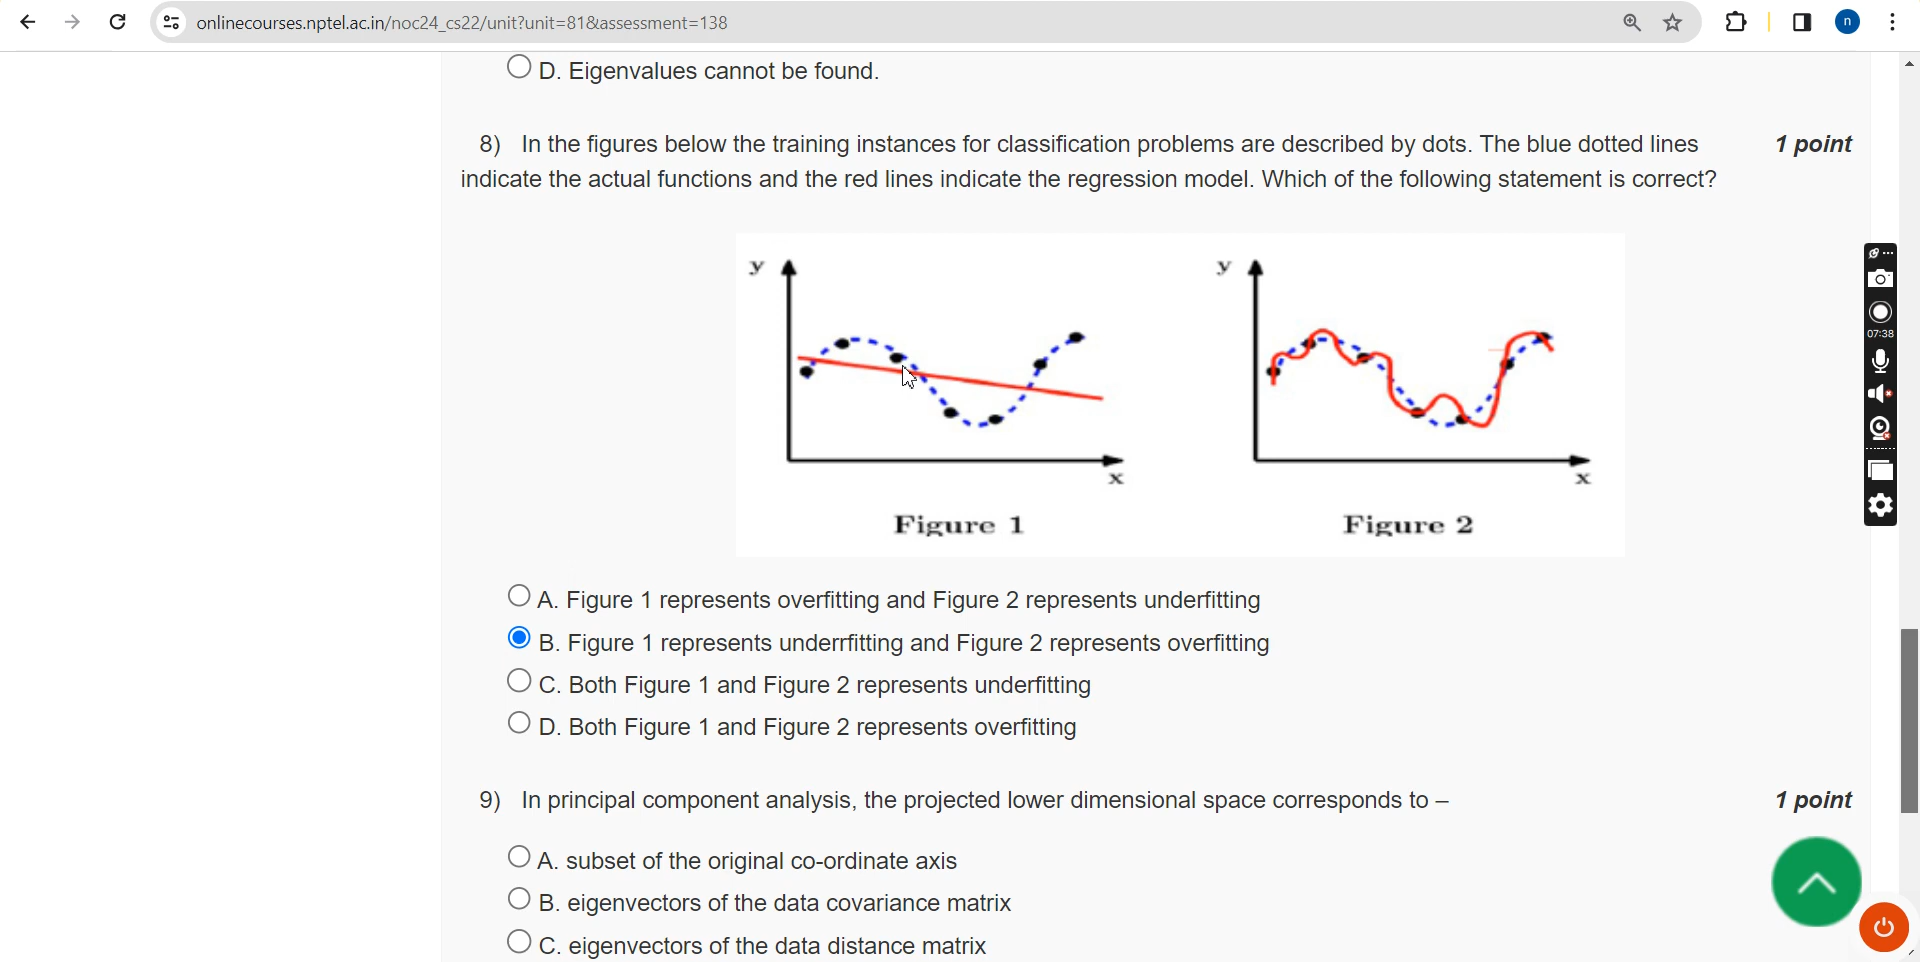 onlinecourses.nptel.ac.in/noc24_cs22/unit?unit=81&assessment=138
n
D. Eigenvalues cannot be found.
8) In the figures below the training instances for classification problems are described by dots. The blue dotted lines 1 point
indicate the actual functions and the red lines indicate the regression model. Which of the following statement is correct?
y y
07:38
x x
Figure 1 Figure 2
A. Figure 1 represents overfitting and Figure 2 represents underfitting
B. Figure 1 represents underrfitting and Figure 2 represents overfitting
C. Both Figure 1 and Figure 2 represents underfitting
D. Both Figure 1 and Figure 2 represents overfitting
9) In principal component analysis, the projected lower dimensional space corresponds to – 1 point
A. subset of the original co-ordinate axis
B. eigenvectors of the data covariance matrix
C. eigenvectors of the data distance matrix